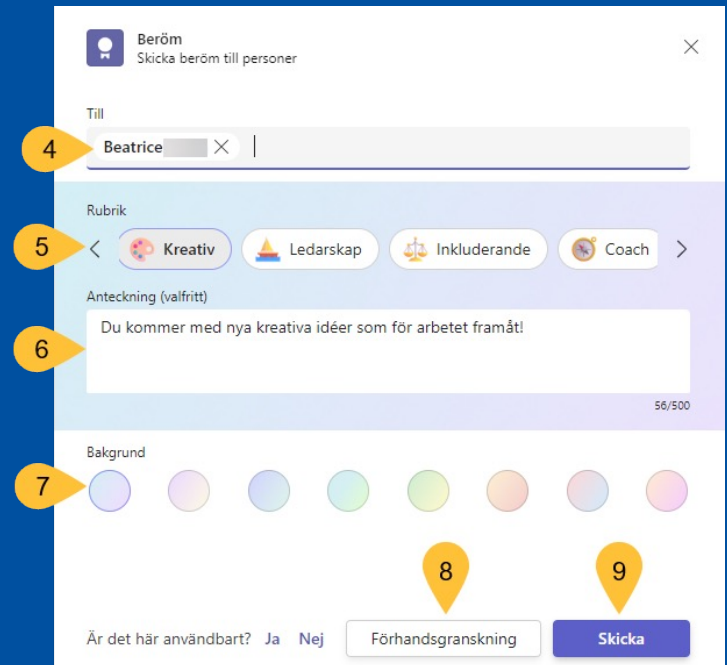 Beröm
Skicka beröm till personer
Till
4
Beatrice
Rubrik
5
Kreativ Ledarskap Inkluderande Coach
Anteckning (valfritt)
Du kommer med nya kreativa idéer som för arbetet framåt!
6
56/500
Bakgrund
7
8 9
Är det här användbart? Ja Nej Förhandsgranskning Skicka